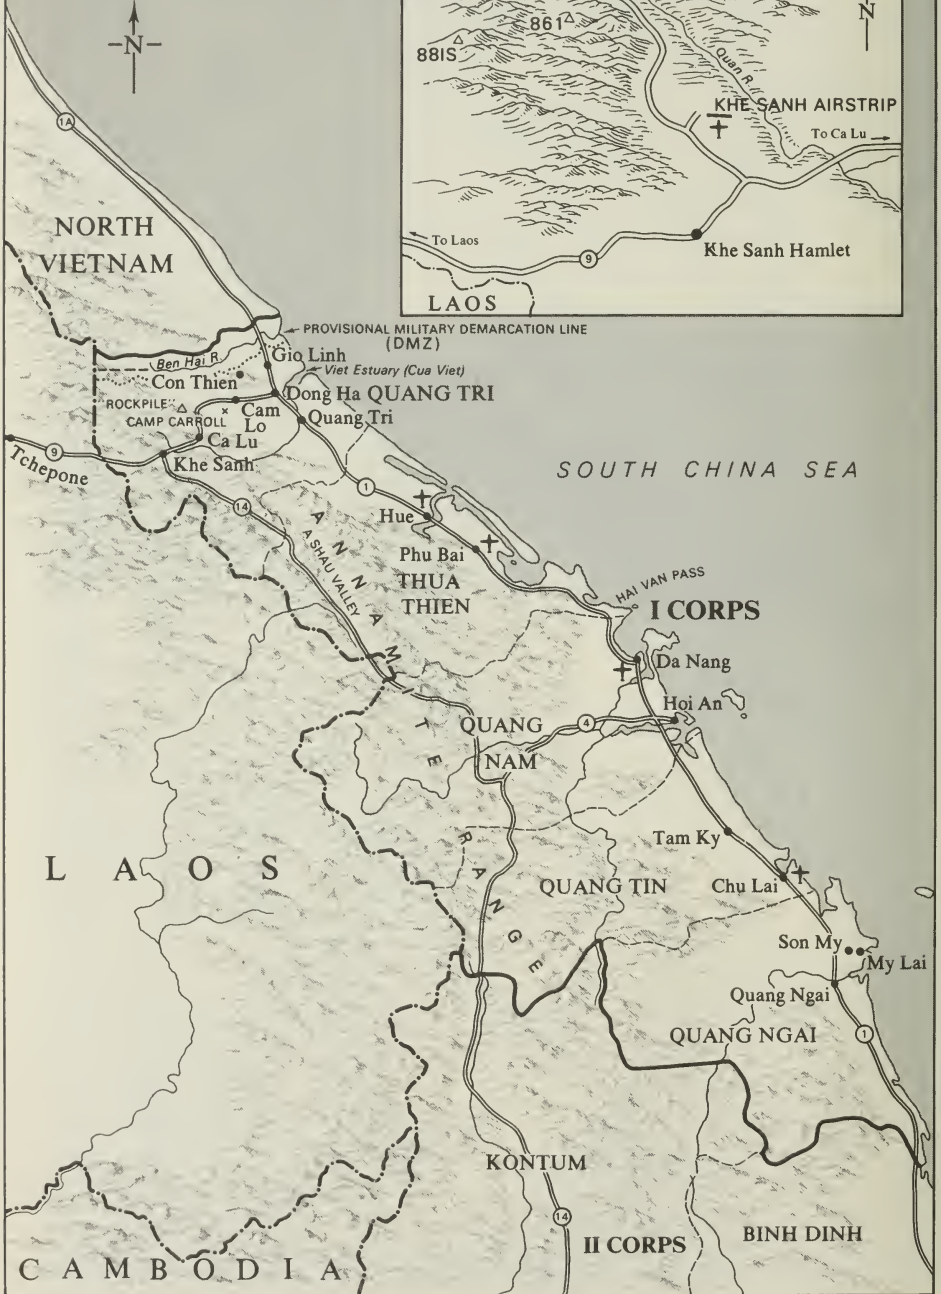 -N-
1A
NORTH
VIETNAM
861
881S
N
Quan R.
KHE SANH AIRSTRIP
To Ca Lu
To Laos
9
Khe Sanh Hamlet
LAOS
PROVISIONAL MILITARY DEMARCATION LINE
(DMZ)
Ben Hai R.
Gio Linh
Viet Estuary (Cua Viet)
Con Thien
Dong Ha
QUANG TRI
ROCKPILE
Cam
Lo
CAMP CARROLL
Quang Tri
Ca Lu
9
Tchepone
Khe Sanh
SOUTH CHINA SEA
14
1
Hue
A SHAU VALLEY
ANNAMITE RANGE
Phu Bai
THUA
THIEN
HAI VAN PASS
I CORPS
Da Nang
Hoi An
QUANG
NAM
4
Tam Ky
LAOS
QUANG TIN
Chu Lai
Son My
My Lai
Quang Ngai
QUANG NGAI
1
KONTUM
14
II CORPS
BINH DINH
CAMBODIA